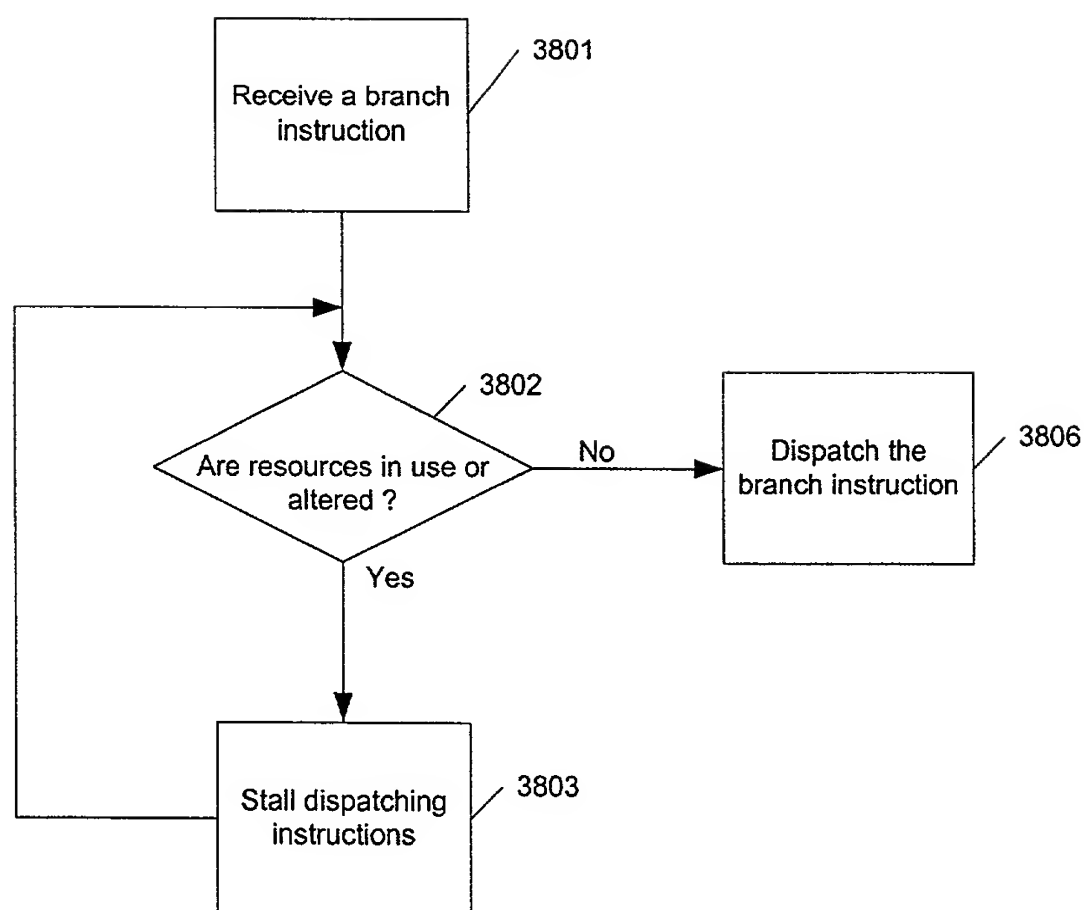 3801
Receive a branch
instruction
3802
Are resources in use or
altered ?
No
Dispatch the
branch instruction
3806
Yes
Stall dispatching
instructions
3803